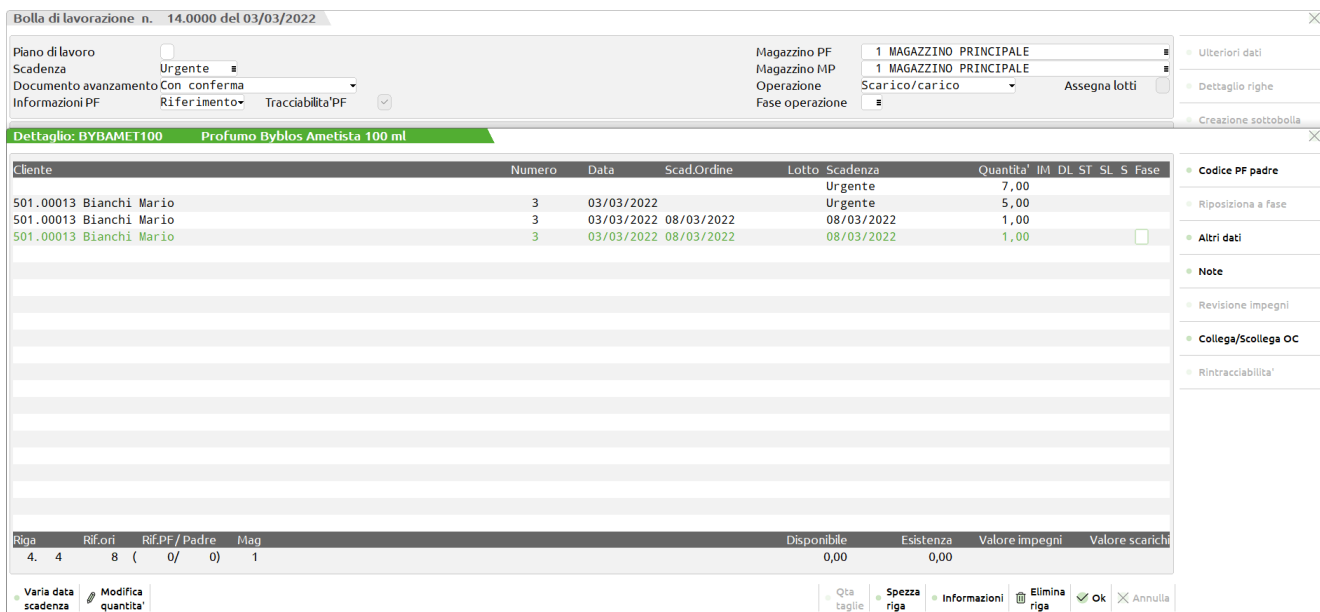 Bolla di lavorazione n. 14.0000 del 03/03/2022
Piano di lavoro Magazzino PF 1 MAGAZZINO PRINCIPALE Ulteriori dati
Scadenza Urgente Magazzino MP 1 MAGAZZINO PRINCIPALE
Documento avanzamento Con conferma Operazione Scarico/carico Assegna lotti Dettaglio righe
Informazioni PF Riferimento Tracciabilita'PF Fase operazione
Creazione sottobolla
Dettaglio: BYBAMET100 Profumo Byblos Ametista 100 ml
Cliente Numero Data Scad.Ordine Lotto Scadenza Quantita' IM DL ST SL S Fase Codice PF padre
Urgente 7,00
501.00013 Bianchi Mario 3 03/03/2022 Urgente 5,00 Riposiziona a fase
501.00013 Bianchi Mario 3 03/03/2022 08/03/2022 08/03/2022 1,00
501.00013 Bianchi Mario 3 03/03/2022 08/03/2022 08/03/2022 1,00 Altri dati
Note
Revisione impegni
Collega/Scollega OC
Rintracciabilita'
Riga Rif.ori Rif.PF/ Padre Mag Disponibile Esistenza Valore impegni Valore scarichi
4. 4 8 ( 0/ 0) 1 0,00 0,00
Varia data scadenza Modifica quantita' Qta taglie Spezza riga Informazioni Elimina riga Ok Annulla